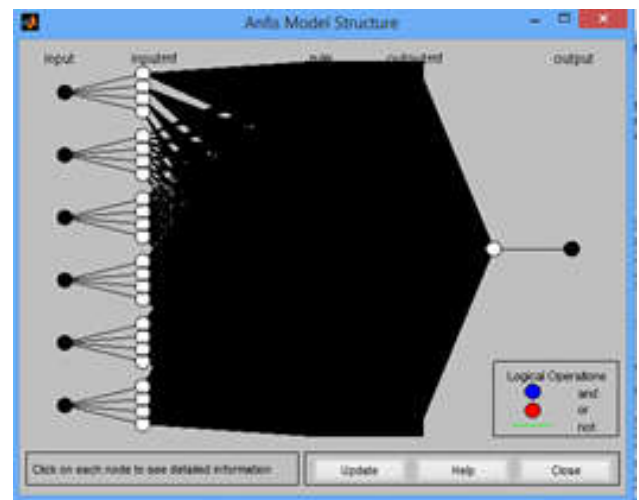 Anfis Model Structure
input inputmf rule outputmf output
Logical Operations
and
or
not
Click on each node to see detailed information
Update Help Close